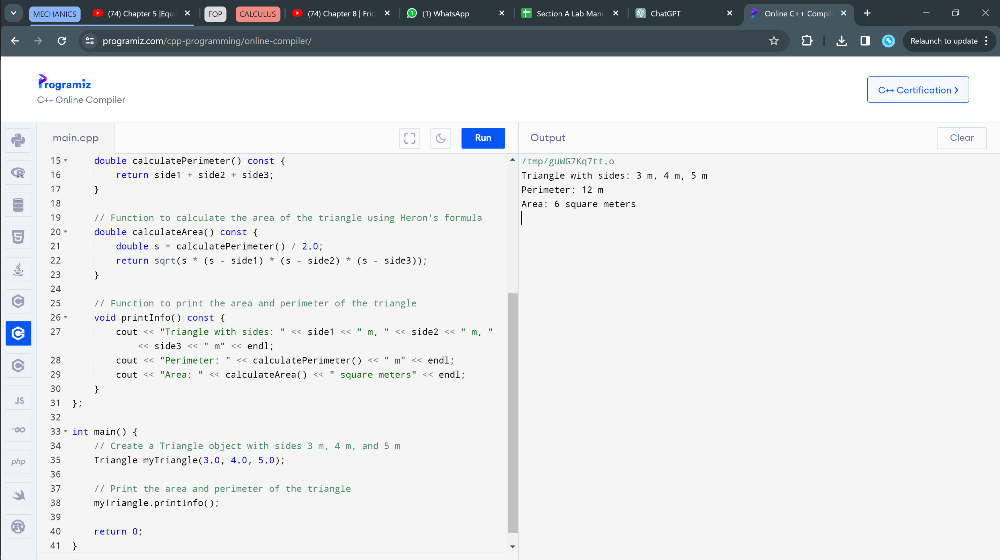 MECHANICS
(74) Chapter 5 |Equi
FOP
CALCULUS
(74) Chapter 8 | Fric
1
(1) WhatsApp
Section A Lab Manu
ChatGPT
Online C++ Compil
programiz.com/cpp-programming/online-compiler/
Relaunch to update
Programiz
C++ Online Compiler
C++ Certification
main.cpp
Run
Output
Clear
15 double calculatePerimeter() const {
16 return side1 + side2 + side3;
17 }
18
19 // Function to calculate the area of the triangle using Heron's formula
20 double calculateArea() const {
21 double s = calculatePerimeter() / 2.0;
22 return sqrt(s * (s - side1) * (s - side2) * (s - side3));
23 }
24
25 // Function to print the area and perimeter of the triangle
26 void printInfo() const {
27 cout << "Triangle with sides: " << side1 << " m, " << side2 << " m, "
<< side3 << " m" << endl;
28 cout << "Perimeter: " << calculatePerimeter() << " m" << endl;
29 cout << "Area: " << calculateArea() << " square meters" << endl;
30 }
31 };
32
33 int main() {
34 // Create a Triangle object with sides 3 m, 4 m, and 5 m
35 Triangle myTriangle(3.0, 4.0, 5.0);
36
37 // Print the area and perimeter of the triangle
38 myTriangle.printInfo();
39
40 return 0;
41 }
/tmp/guWG7Kq7tt.o
Triangle with sides: 3 m, 4 m, 5 m
Perimeter: 12 m
Area: 6 square meters
R
5
C
C++
C#
JS
GO
php
R